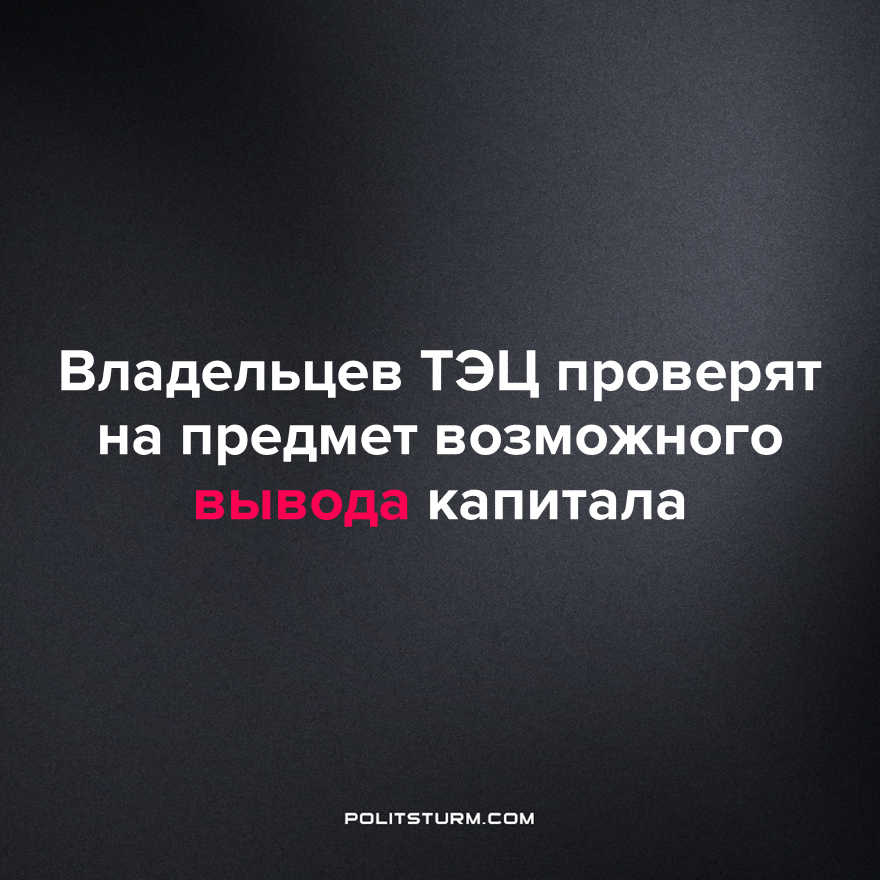 Владельцев ТЭЦ проверят
на предмет возможного
вывода капитала
POLITSTURM.COM